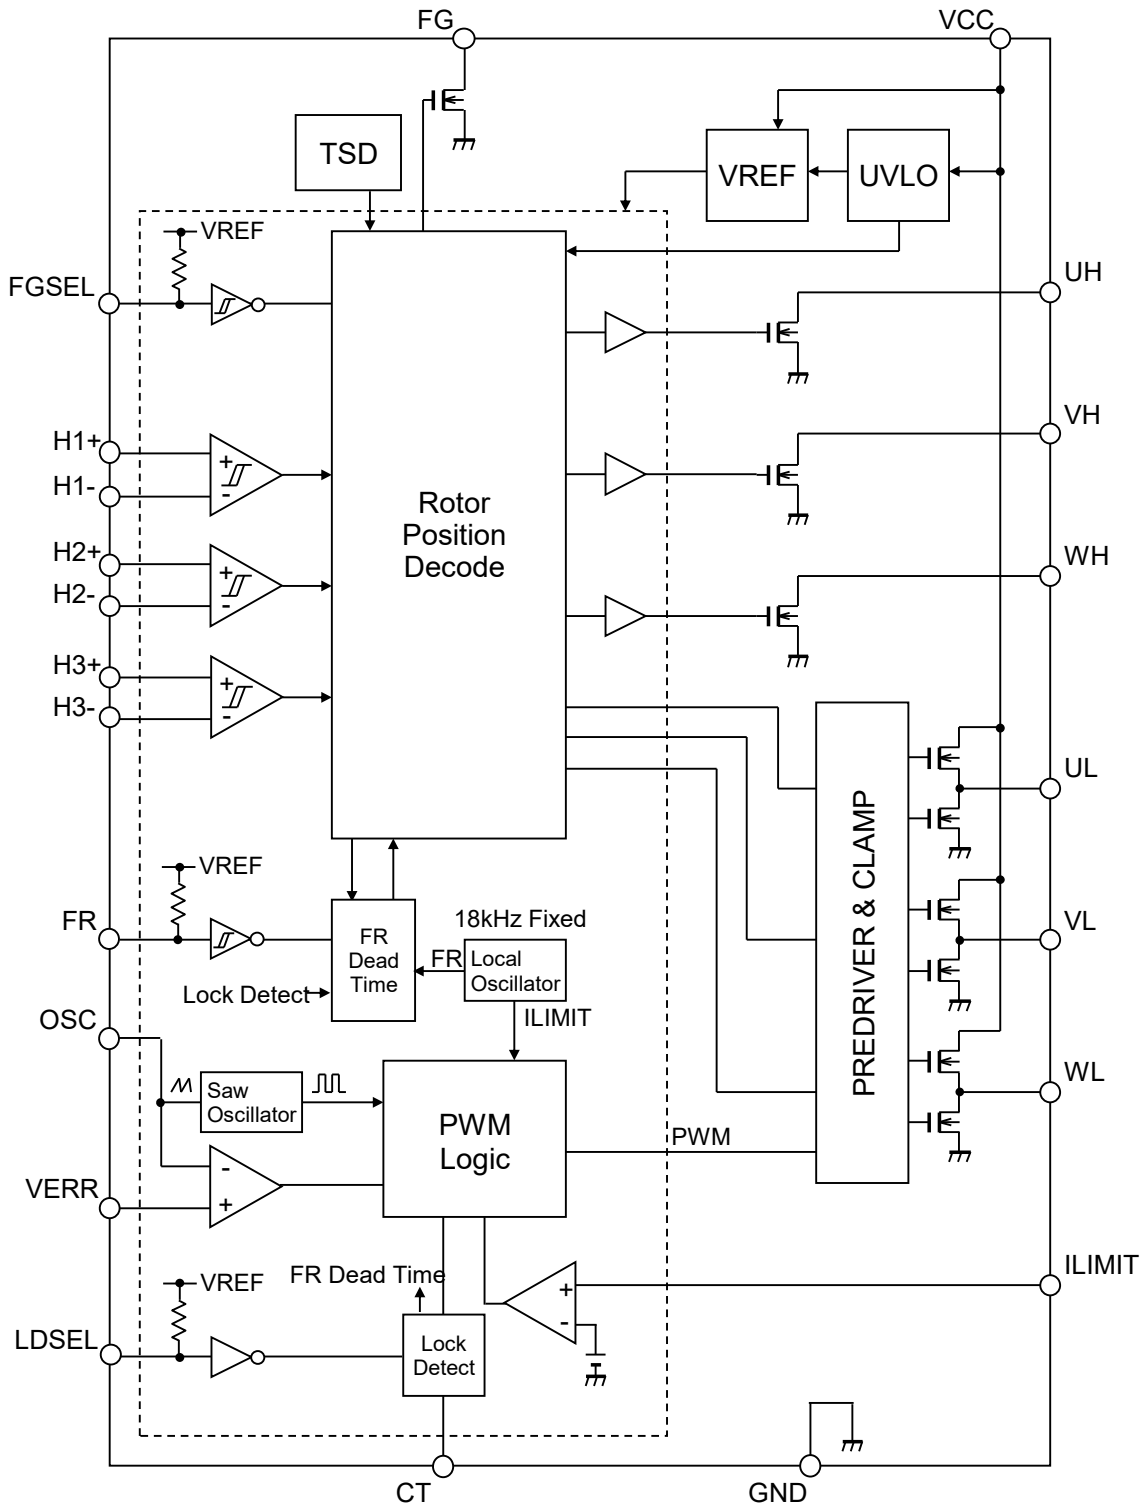 FG
VCC
TSD
VREF
UVLO
VREF
FGSEL
UH
H1+
H1-
+
-
VH
Rotor
Position
Decode
H2+
H2-
+
-
WH
H3+
H3-
+
-
UL
PREDRIVER & CLAMP
VREF
FR
FR
Dead
Time
18kHz Fixed
FR
Local
Oscillator
VL
Lock Detect
ILIMIT
OSC
Saw
Oscillator
PWM
Logic
PWM
WL
VERR
-
+
ILIMIT
VREF
FR Dead Time
+
-
LDSEL
Lock
Detect
CT
GND